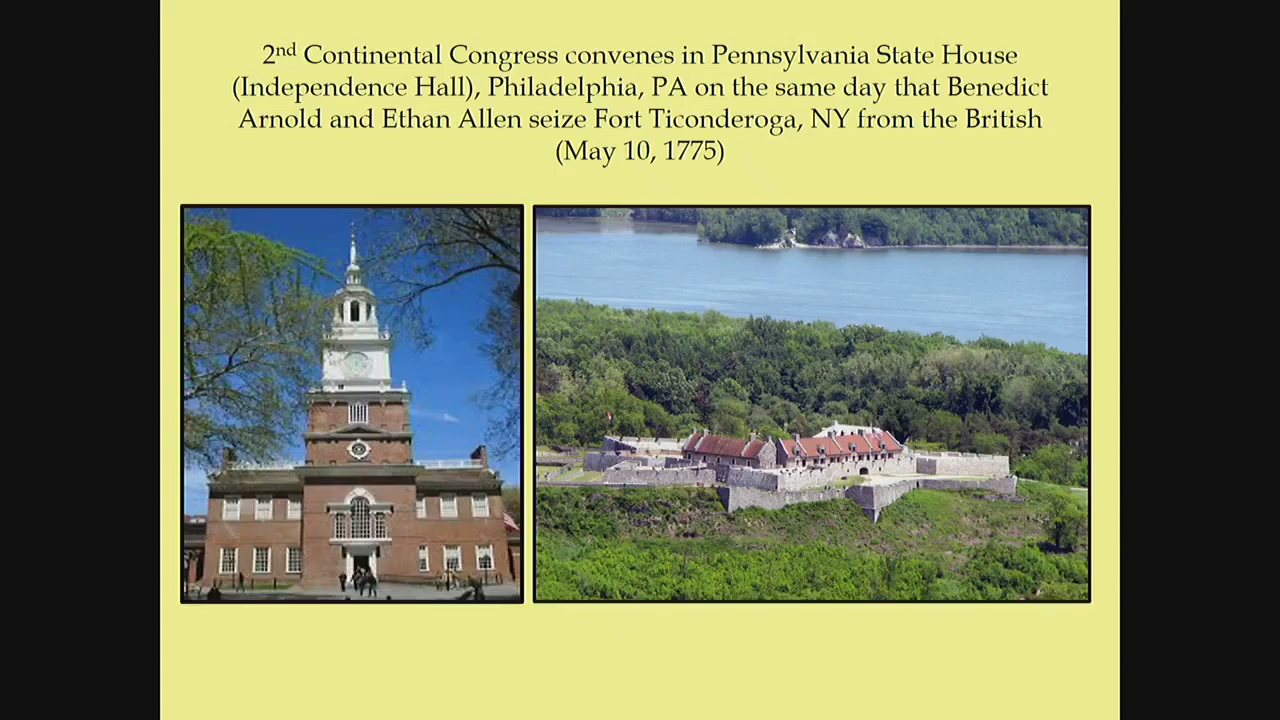 2nd Continental Congress convenes in Pennsylvania State House
(Independence Hall), Philadelphia, PA on the same day that Benedict
Arnold and Ethan Allen seize Fort Ticonderoga, NY from the British
(May 10, 1775)